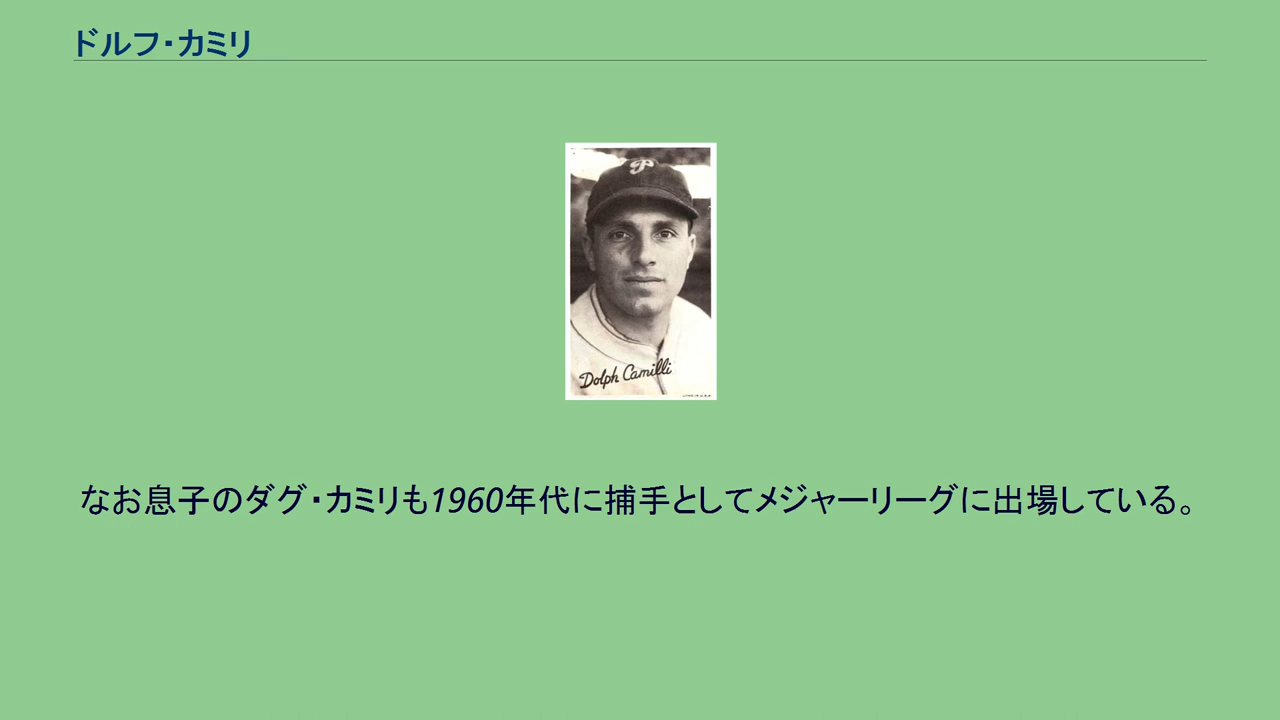 ドルフ・カミリ
Dolph Camilli
なお息子のダグ・カミリも1960年代に捕手としてメジャーリーグに出場している。